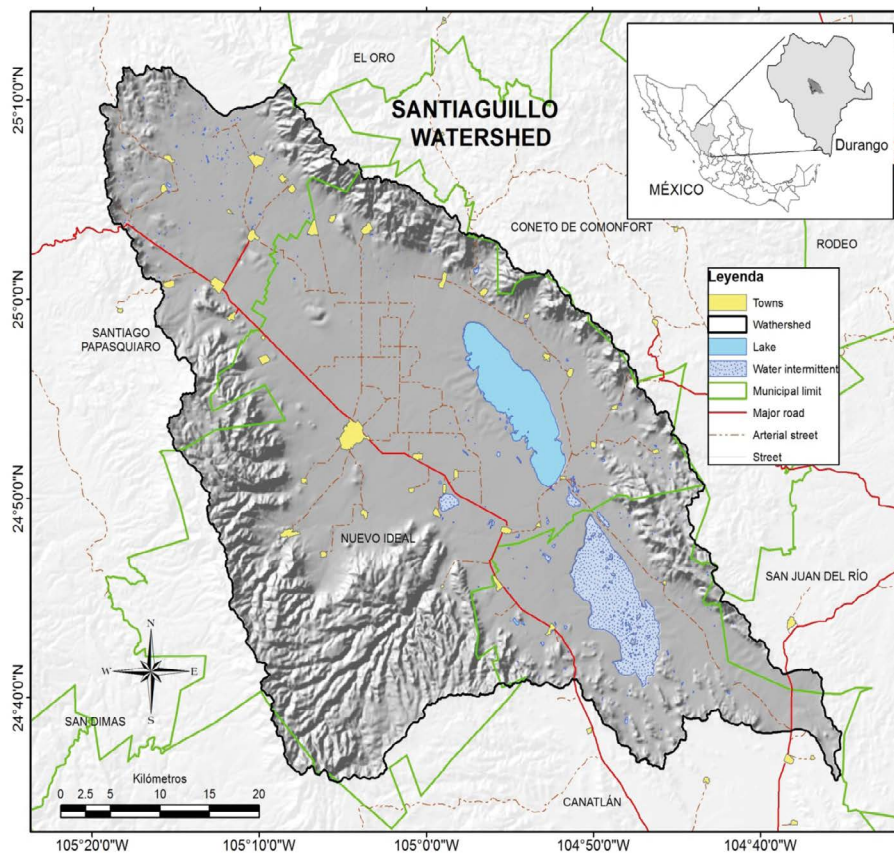 EL ORO
SANTIAGUILLO
WATERSHED
Durango
MÉXICO
CONETO DE COMONFORT
RODEO
SANTIAGO
PAPASQUIARO
Leyenda
Towns
Wathershed
Lake
Water intermittent
Municipal limit
Major road
Arterial street
Street
NUEVO IDEAL
SAN JUAN DEL RÍO
N
W
E
S
SAN DIMAS
CANATLÁN
Kilómetros
0 2.5 5 10 15 20
25°10'0"N
25°0'0"N
24°50'0"N
24°40'0"N
105°20'0"W
105°10'0"W
105°0'0"W
104°50'0"W
104°40'0"W